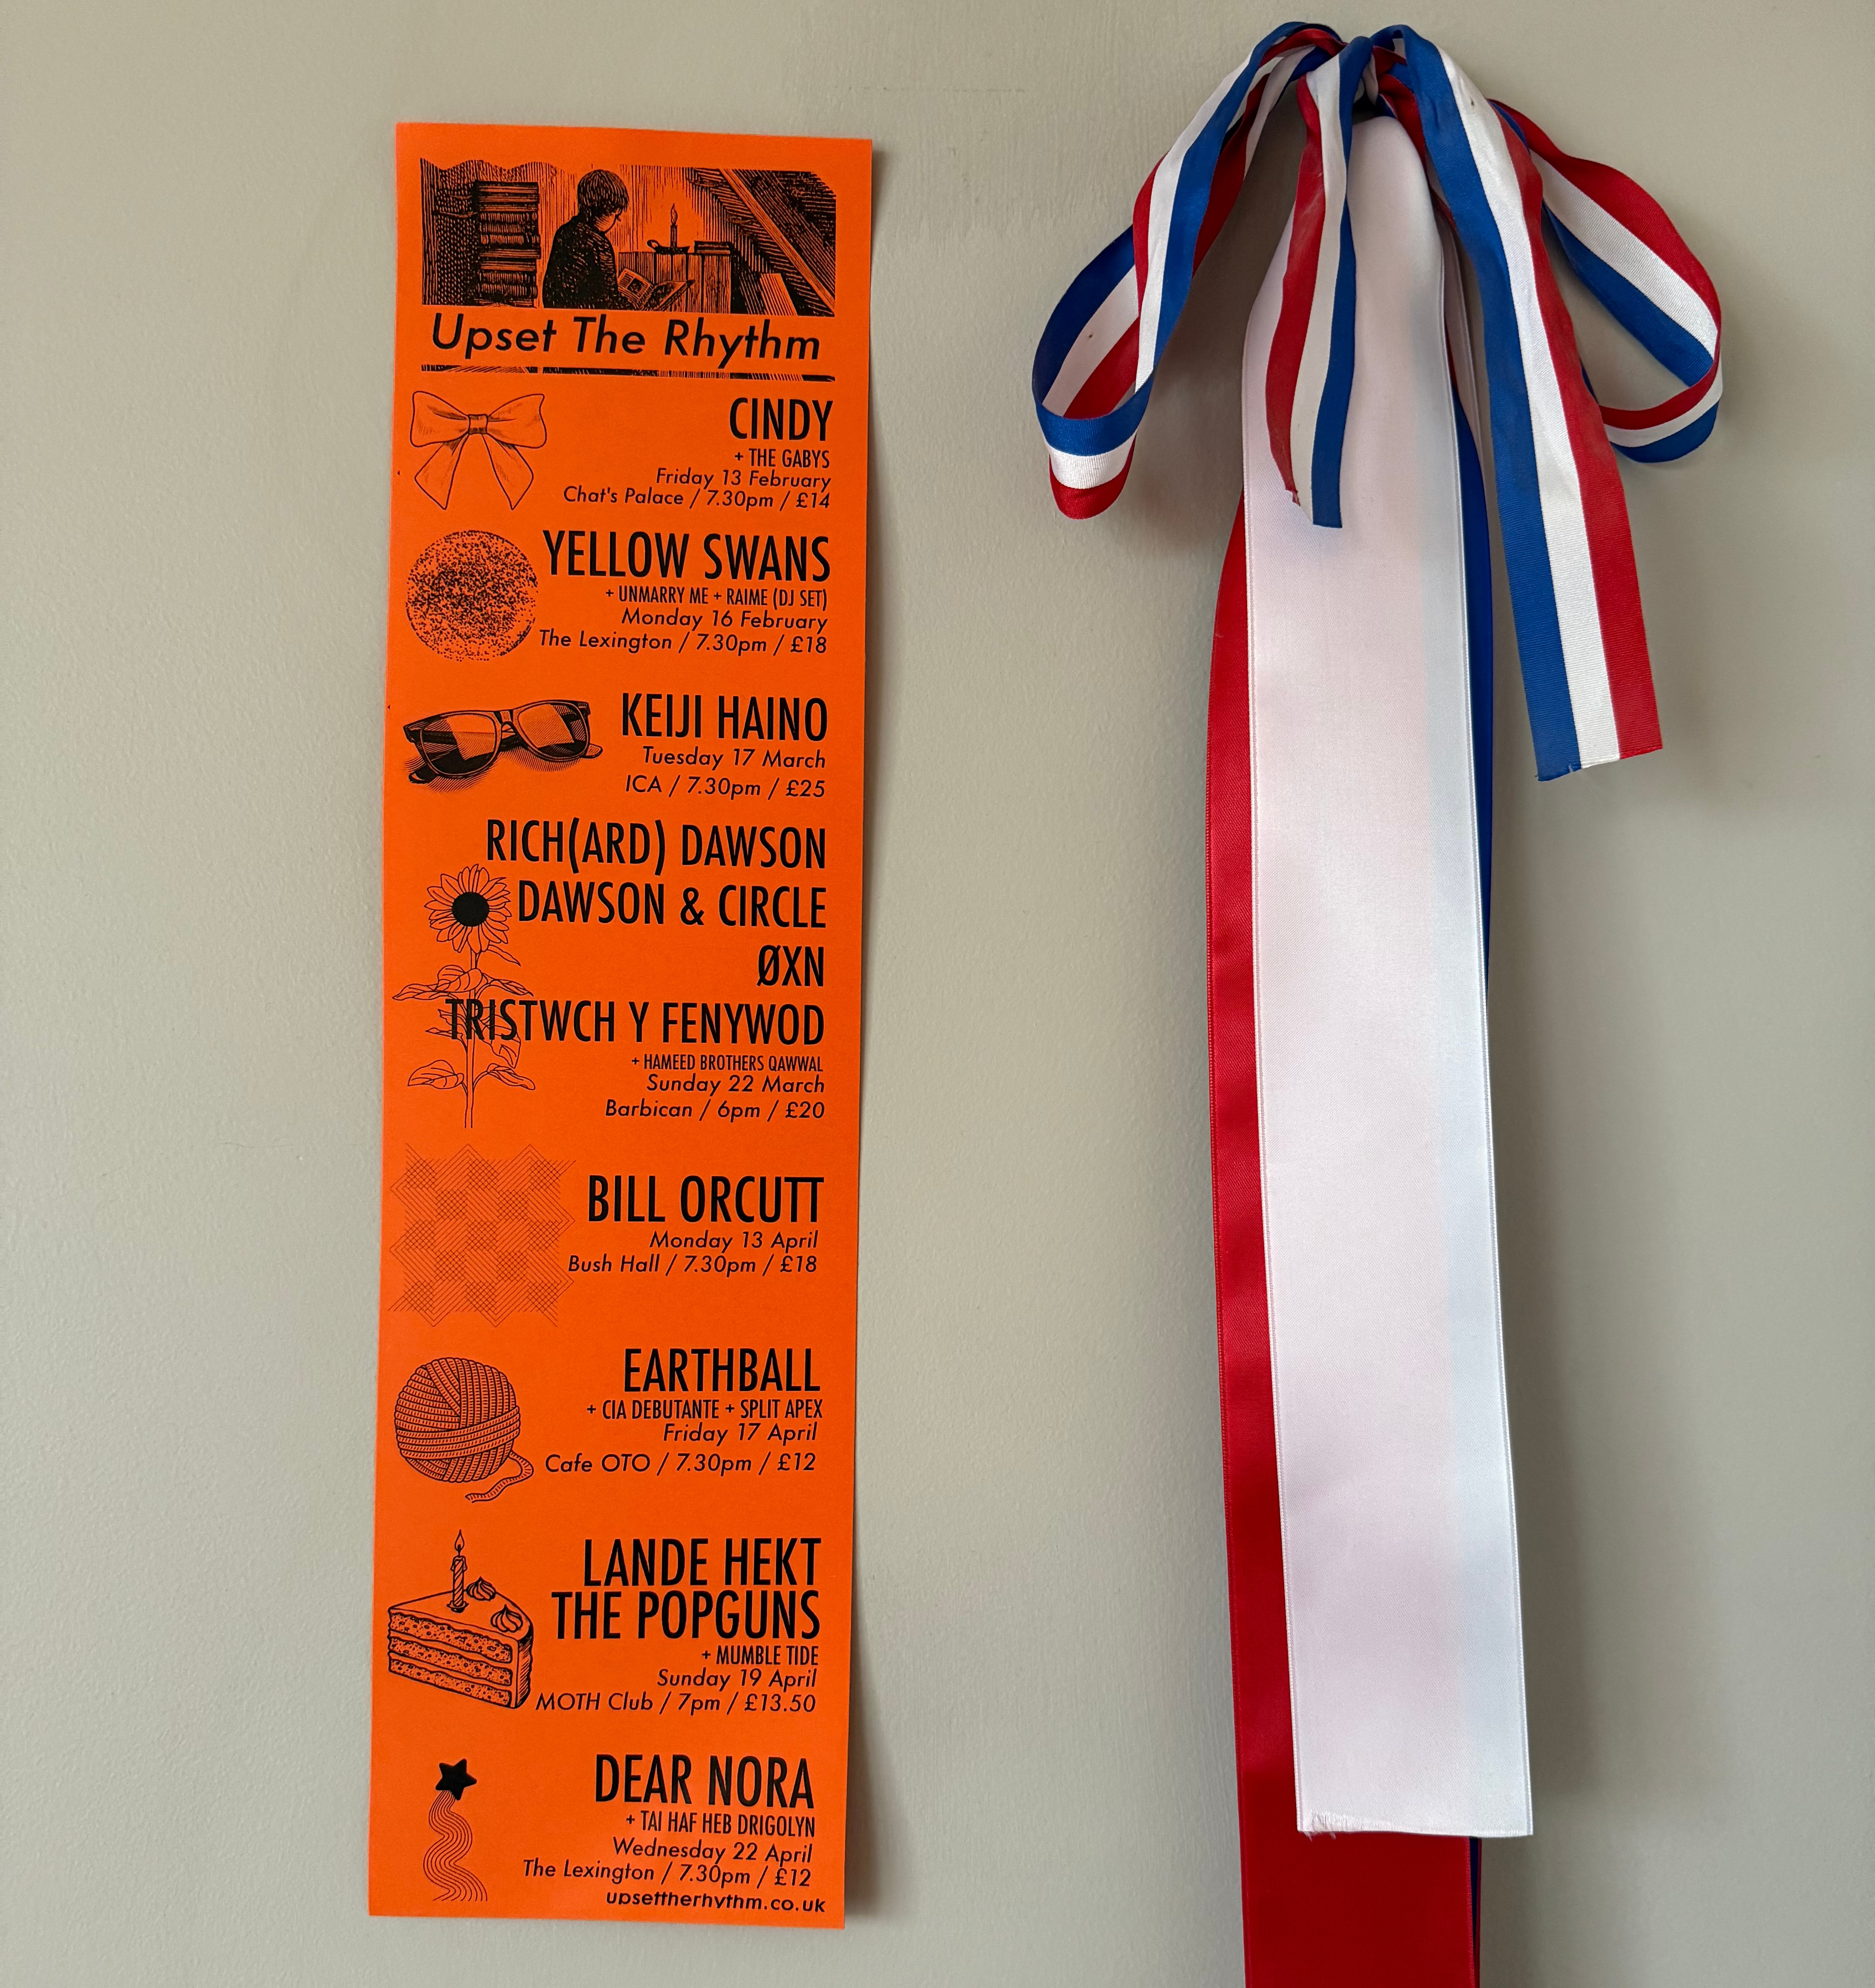 Upset The Rhythm
CINDY
+ THE GABYS
Friday 13 February
Chat's Palace / 7.30pm / £14
YELLOW SWANS
+ UNMARRY ME + RAIME (DJ SET)
Monday 16 February
The Lexington / 7.30pm / £18
KEIJI HAINO
Tuesday 17 March
ICA / 7.30pm / £25
RICH(ARD) DAWSON
DAWSON & CIRCLE
ØXN
TRISTWCH Y FENYWOD
+ HAMEED BROTHERS QAWWAL
Sunday 22 March
Barbican / 6pm / £20
BILL ORCUTT
Monday 13 April
Bush Hall / 7.30pm / £18
EARTHBALL
+ CIA DEBUTANTE + SPLIT APEX
Friday 17 April
Cafe OTO / 7.30pm / £12
LANDE HEKT
THE POPGUNS
+ MUMBLE TIDE
Sunday 19 April
MOTH Club / 7pm / £13.50
DEAR NORA
+ TAI HAF HEB DRIGOLYN
Wednesday 22 April
The Lexington / 7.30pm / £12
upsettherhythm.co.uk